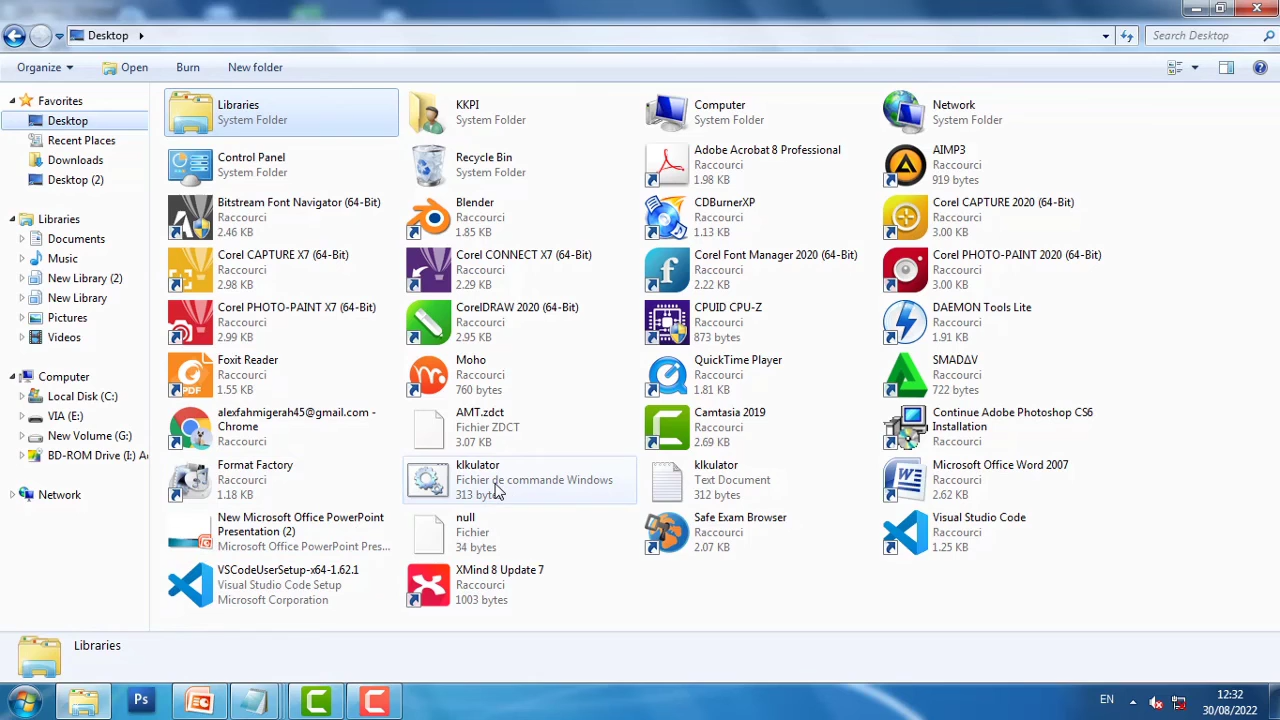 Desktop
Search Desktop
Organize
Open
Burn
New folder
Favorites
Desktop
Recent Places
Downloads
Desktop (2)
Libraries
Documents
Music
New Library (2)
New Library
Pictures
Videos
Computer
Local Disk (C:)
VIA (E:)
New Volume (G:)
BD-ROM Drive (I:) Ac
Network
Libraries
System Folder
KKPI
System Folder
Computer
System Folder
Network
System Folder
Control Panel
System Folder
Recycle Bin
System Folder
Adobe Acrobat 8 Professional
Raccourci
1.98 KB
AIMP3
Raccourci
919 bytes
Bitstream Font Navigator (64-Bit)
Raccourci
2.46 KB
Blender
Raccourci
1.85 KB
CDBurnerXP
Raccourci
1.13 KB
Corel CAPTURE 2020 (64-Bit)
Raccourci
3.00 KB
Corel CAPTURE X7 (64-Bit)
Raccourci
2.98 KB
Corel CONNECT X7 (64-Bit)
Raccourci
2.29 KB
Corel Font Manager 2020 (64-Bit)
Raccourci
2.22 KB
Corel PHOTO-PAINT 2020 (64-Bit)
Raccourci
3.00 KB
Corel PHOTO-PAINT X7 (64-Bit)
Raccourci
2.99 KB
CorelDRAW 2020 (64-Bit)
Raccourci
2.95 KB
CPUID CPU-Z
Raccourci
873 bytes
DAEMON Tools Lite
Raccourci
1.91 KB
Foxit Reader
Raccourci
1.55 KB
Moho
Raccourci
760 bytes
QuickTime Player
Raccourci
1.81 KB
SMADΔV
Raccourci
722 bytes
alexfahmigerah45@gmail.com -
Chrome
Raccourci
AMT.zdct
Fichier ZDCT
3.07 KB
Camtasia 2019
Raccourci
2.69 KB
Continue Adobe Photoshop CS6
Installation
Raccourci
Format Factory
Raccourci
1.18 KB
klkulator
Fichier de commande Windows
313 bytes
klkulator
Text Document
312 bytes
Microsoft Office Word 2007
Raccourci
2.62 KB
New Microsoft Office PowerPoint
Presentation (2)
Microsoft Office PowerPoint Pres...
null
Fichier
34 bytes
Safe Exam Browser
Raccourci
2.07 KB
Visual Studio Code
Raccourci
1.25 KB
VSCodeUserSetup-x64-1.62.1
Visual Studio Code Setup
Microsoft Corporation
XMind 8 Update 7
Raccourci
1003 bytes
PDF
Libraries
Ps
EN
12:32
30/08/2022